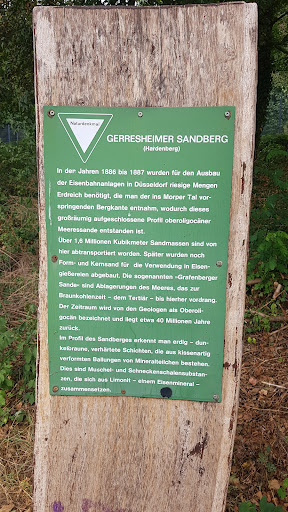 Naturdenkmal
GERRESHEIMER SANDBERG
(Hardenberg)
In den Jahren 1886 bis 1887 wurden für den Ausbau
der Eisenbahnanlagen in Düsseldorf riesige Mengen
Erdreich benötigt, die man der ins Morper Tal vor-
springenden Bergkante entnahm, wodurch dieses
großräumig aufgeschlossene Profil oberoligocäner
Meeressande entstanden ist.
Über 1,6 Millionen Kubikmeter Sandmassen sind von
hier abtransportiert worden. Später wurden noch
Form- und Kernsand für die Verwendung in Eisen-
gießereien abgebaut. Die sogenannten »Grafenberger
Sande« sind Ablagerungen des Meeres, das zur
Braunkohlenzeit – dem Tertiär – bis hierher vordrang.
Der Zeitraum wird von den Geologen als Oberoli-
gocän bezeichnet und liegt etwa 40 Millionen Jahre
zurück.
Im Profil des Sandberges erkennt man erdig – dun-
kelbraune, verhärtete Schichten, die aus kissenartig
verformten Ballungen von Mineralteilchen bestehen.
Dies sind Muschel- und Schneckenschalensubstan-
zen, die sich aus Limonit – einem Eisenmineral –
zusammensetzen.